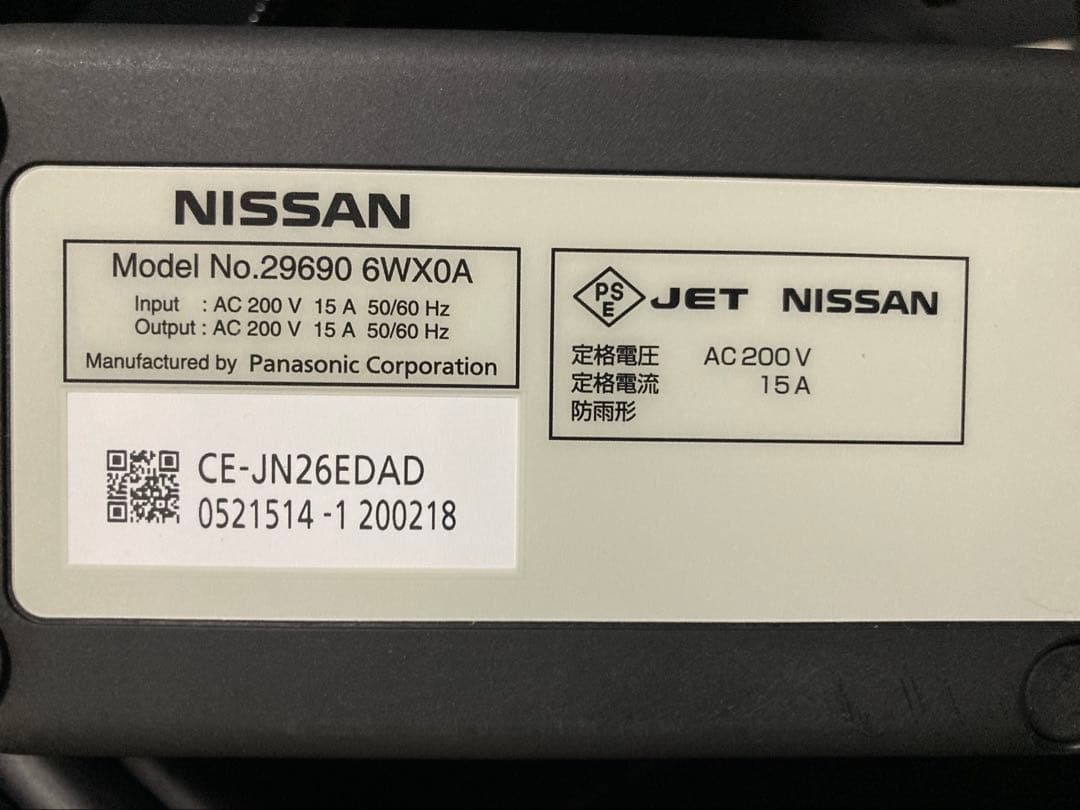 NISSAN
Model No.29690 6WX0A
Input : AC 200 V 15 A 50/60 Hz
Output : AC 200 V 15 A 50/60 Hz
Manufactured by Panasonic Corporation
CE-JN26EDAD
0521514 -1 200218
PS
E
JET NISSAN
定格電圧 AC 200 V
定格電流 15 A
防雨形